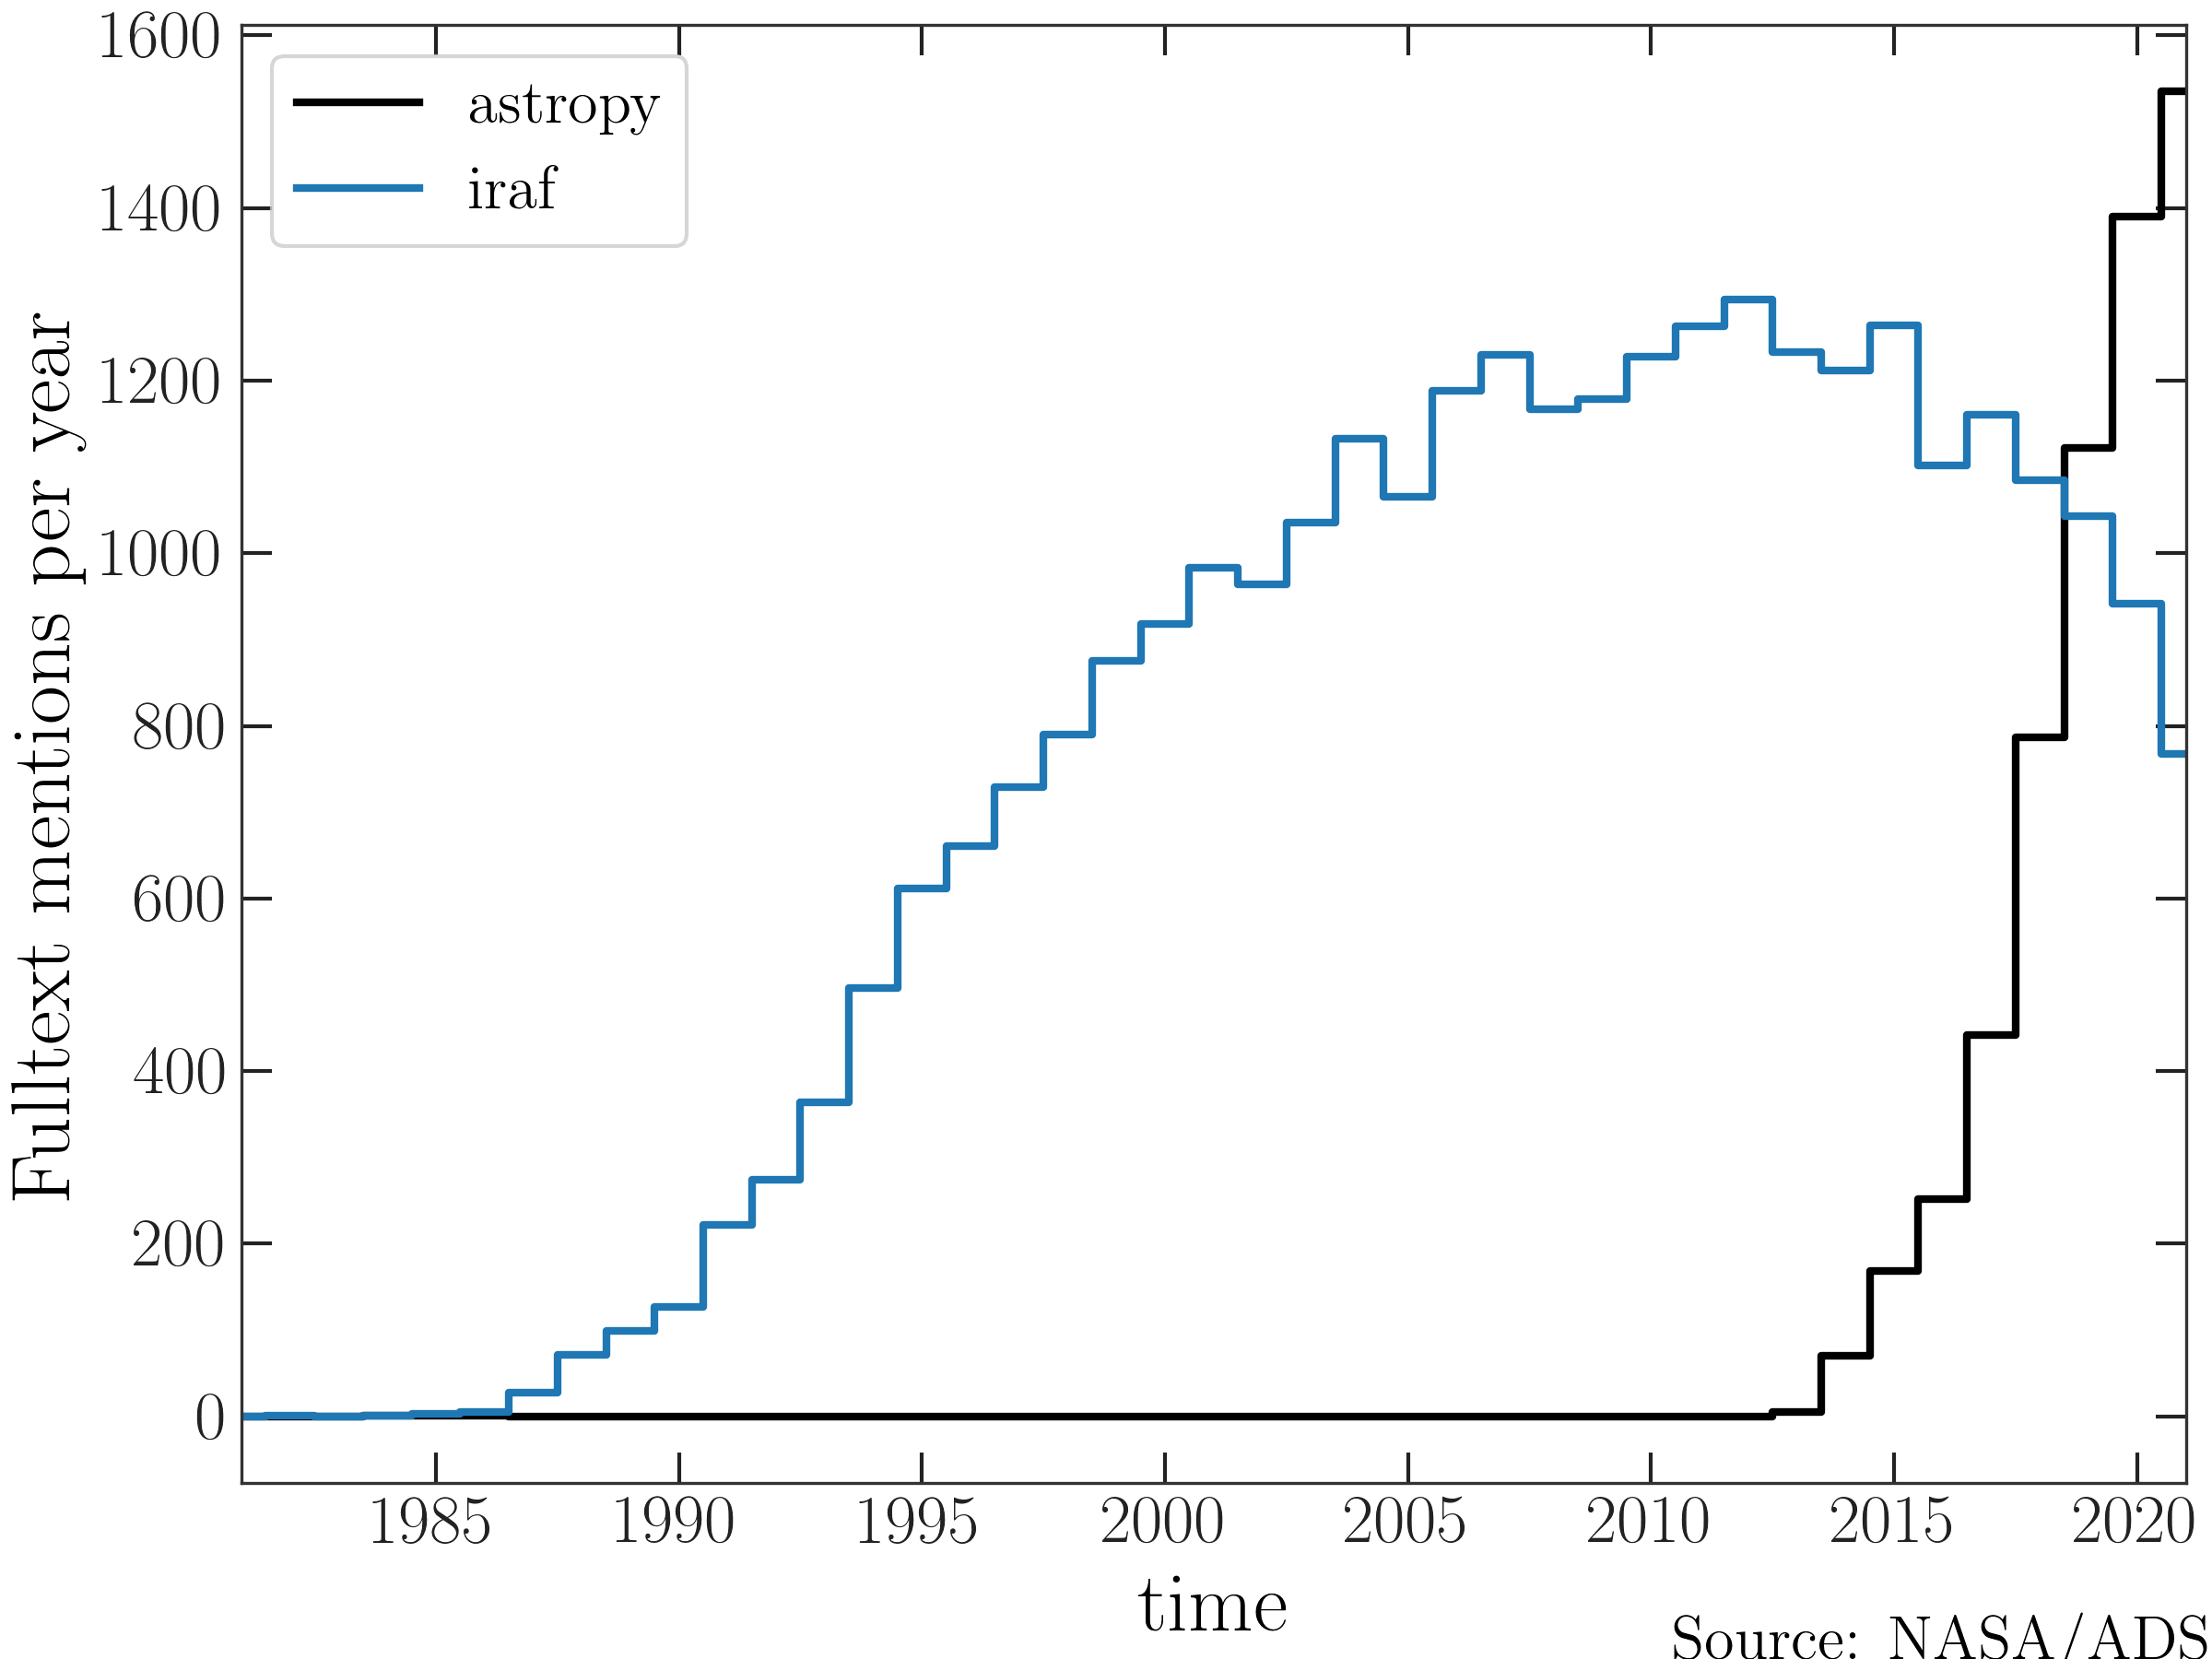 1600
1400
1200
1000
800
600
400
200
0
Fulltext mentions per year
astropy
iraf
1985 1990 1995 2000 2005 2010 2015 2020
time
Source: NASA/ADS